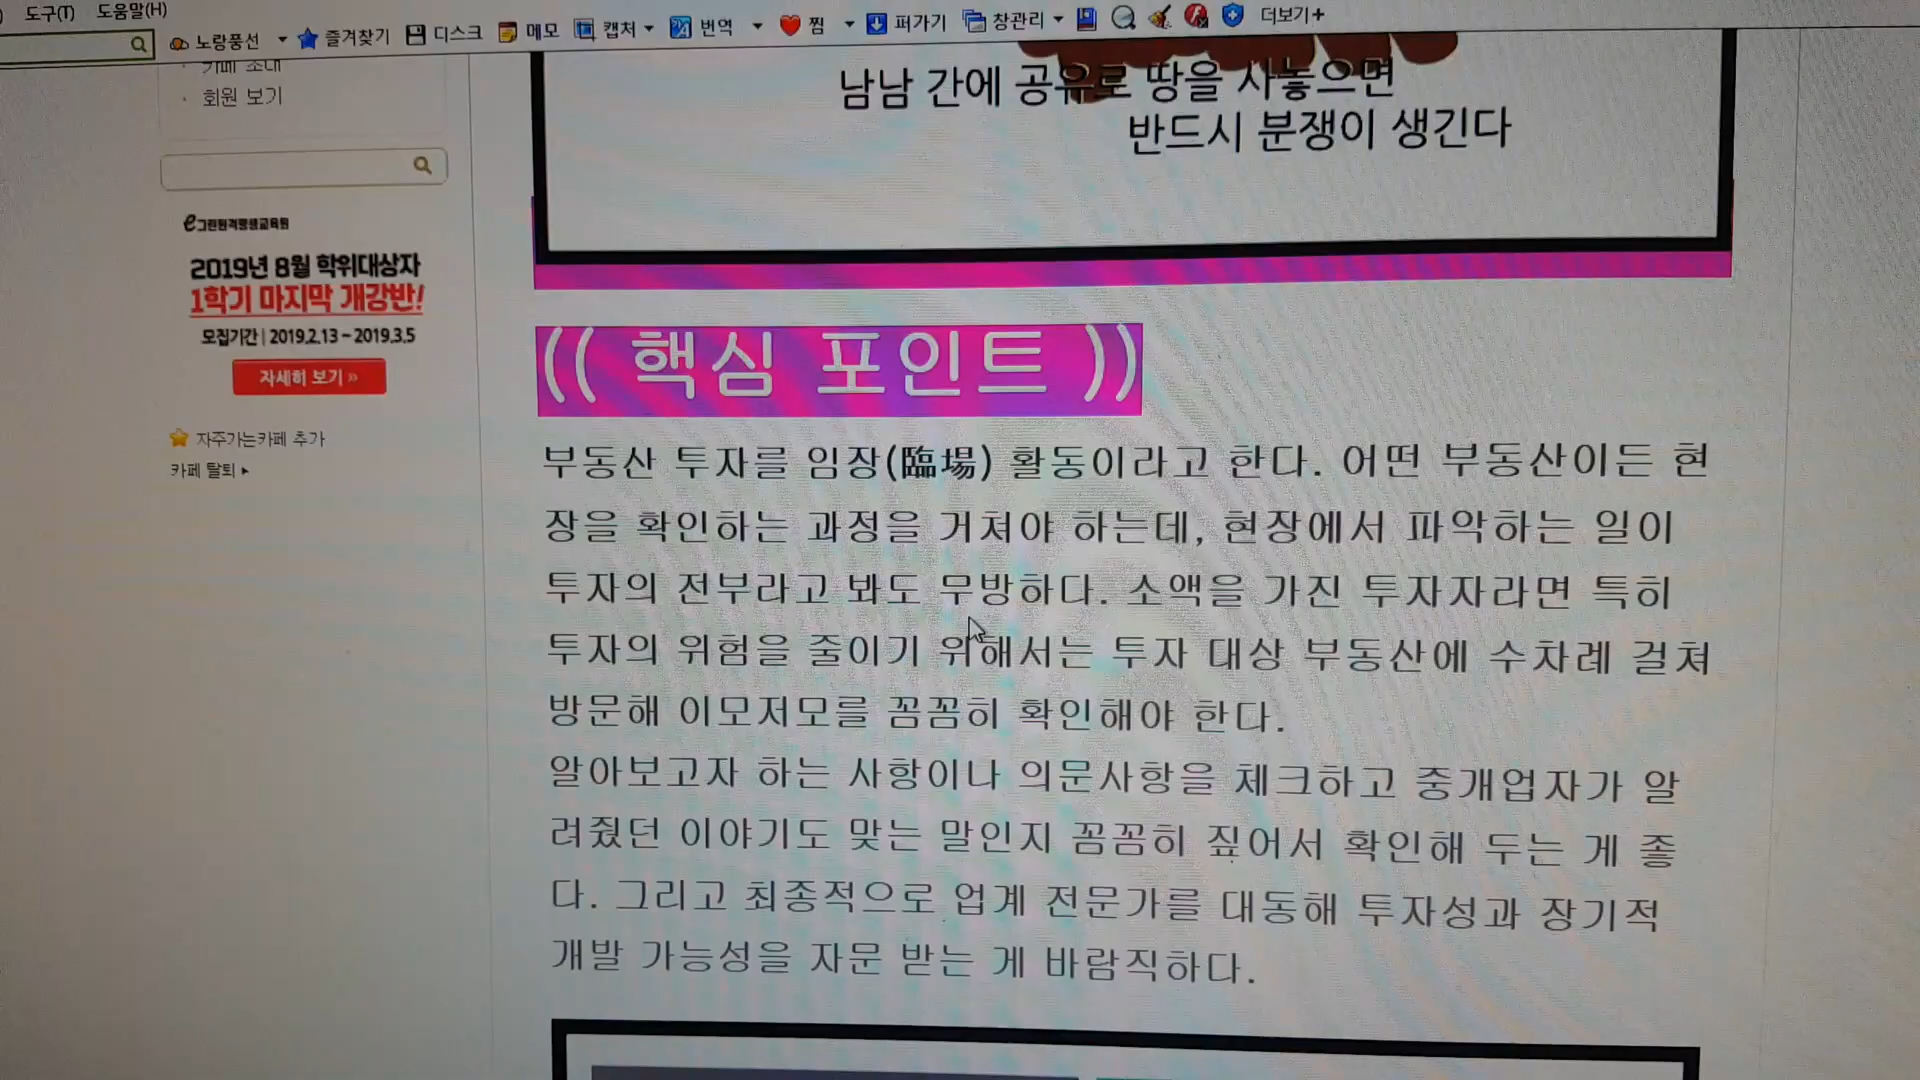 도구(T) 도움말(H)
노랑풍선 즐겨찾기 디스크 메모 캡처 번역 찜 퍼가기 창관리 더보기+
카페 소개
회원 보기
남남 간에 공유로 땅을 사놓으면
반드시 분쟁이 생긴다
e그린원격평생교육원
2019년 8월 학위대상자
1학기 마지막 개강반!
모집기간 | 2019.2.13 ~ 2019.3.5
자세히 보기 »
자주가는카페 추가
카페 탈퇴 ▸
(( 핵심 포인트 ))
부동산 투자를 임장(臨場) 활동이라고 한다. 어떤 부동산이든 현
장을 확인하는 과정을 거쳐야 하는데, 현장에서 파악하는 일이
투자의 전부라고 봐도 무방하다. 소액을 가진 투자자라면 특히
투자의 위험을 줄이기 위해서는 투자 대상 부동산에 수차례 걸쳐
방문해 이모저모를 꼼꼼히 확인해야 한다.
알아보고자 하는 사항이나 의문사항을 체크하고 중개업자가 알
려줬던 이야기도 맞는 말인지 꼼꼼히 짚어서 확인해 두는 게 좋
다. 그리고 최종적으로 업계 전문가를 대동해 투자성과 장기적
개발 가능성을 자문 받는 게 바람직하다.